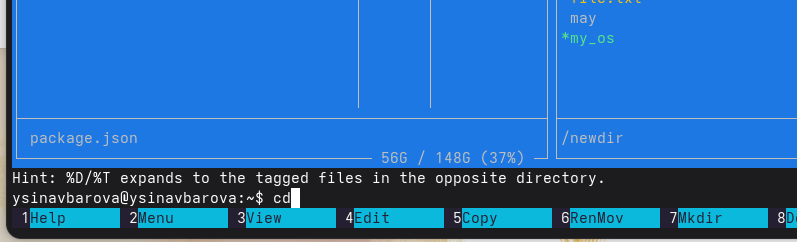 file.txt
may
*my_os
package.json
/newdir
56G / 148G (37%)
Hint: %D/%T expands to the tagged files in the opposite directory.
ysinavbarova@ysinavbarova:~$ cd
1Help 2Menu 3View 4Edit 5Copy 6RenMov 7Mkdir 8